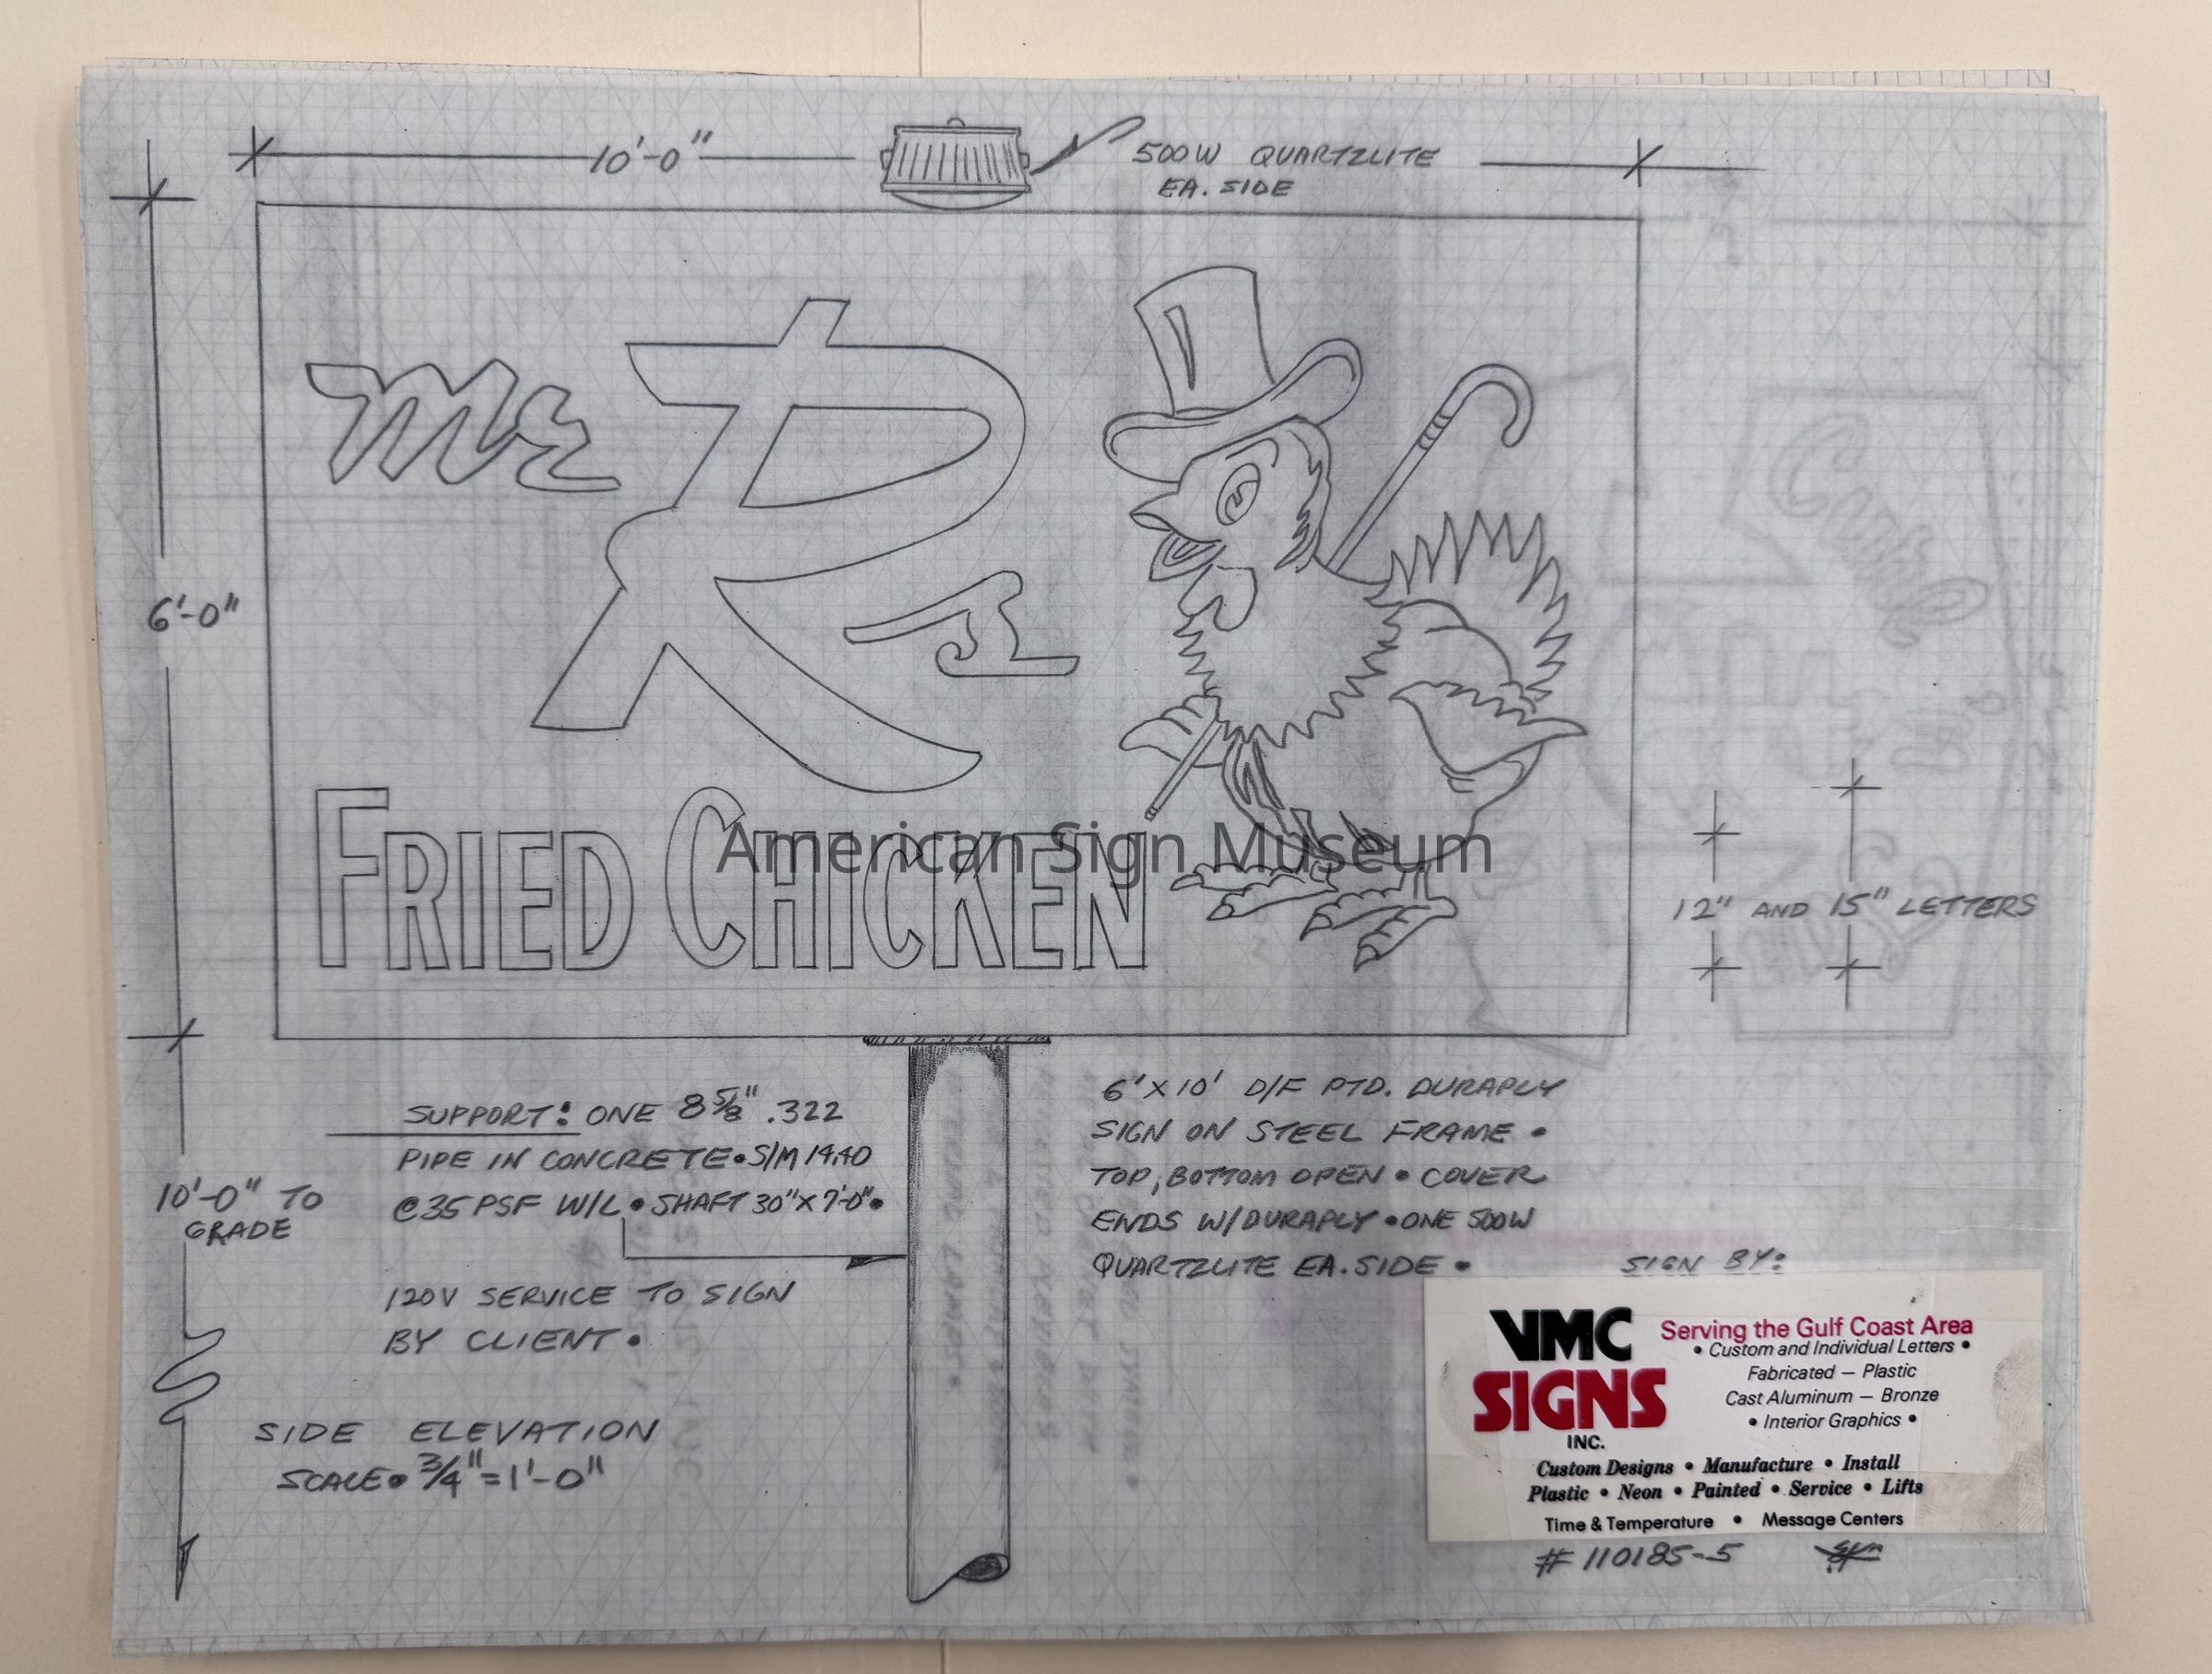 10'-0"
500W QUARTZLITE
EA. SIDE
Mr
R
FRIED CHICKEN
American Sign Museum
6'-0"
12" AND 15" LETTERS
SUPPORT: ONE 8 5/8" .322
PIPE IN CONCRETE • S/M 14.40
@ 35 PSF W/L • SHAFT 30" X 7'-0" •
10'-0" TO
GRADE
120V SERVICE TO SIGN
BY CLIENT •
SIDE ELEVATION
SCALE • 3/4" = 1'-0"
6' X 10' D/F PTD. DURAPLY
SIGN ON STEEL FRAME •
TOP, BOTTOM OPEN • COVER
ENDS W/DURAPLY • ONE 500W
QUARTZLITE EA. SIDE •
SIGN BY:
VMC
SIGNS
INC.
Serving the Gulf Coast Area
• Custom and Individual Letters •
Fabricated — Plastic
Cast Aluminum — Bronze
• Interior Graphics •
Custom Designs • Manufacture • Install
Plastic • Neon • Painted • Service • Lifts
Time & Temperature • Message Centers
# 110185-5